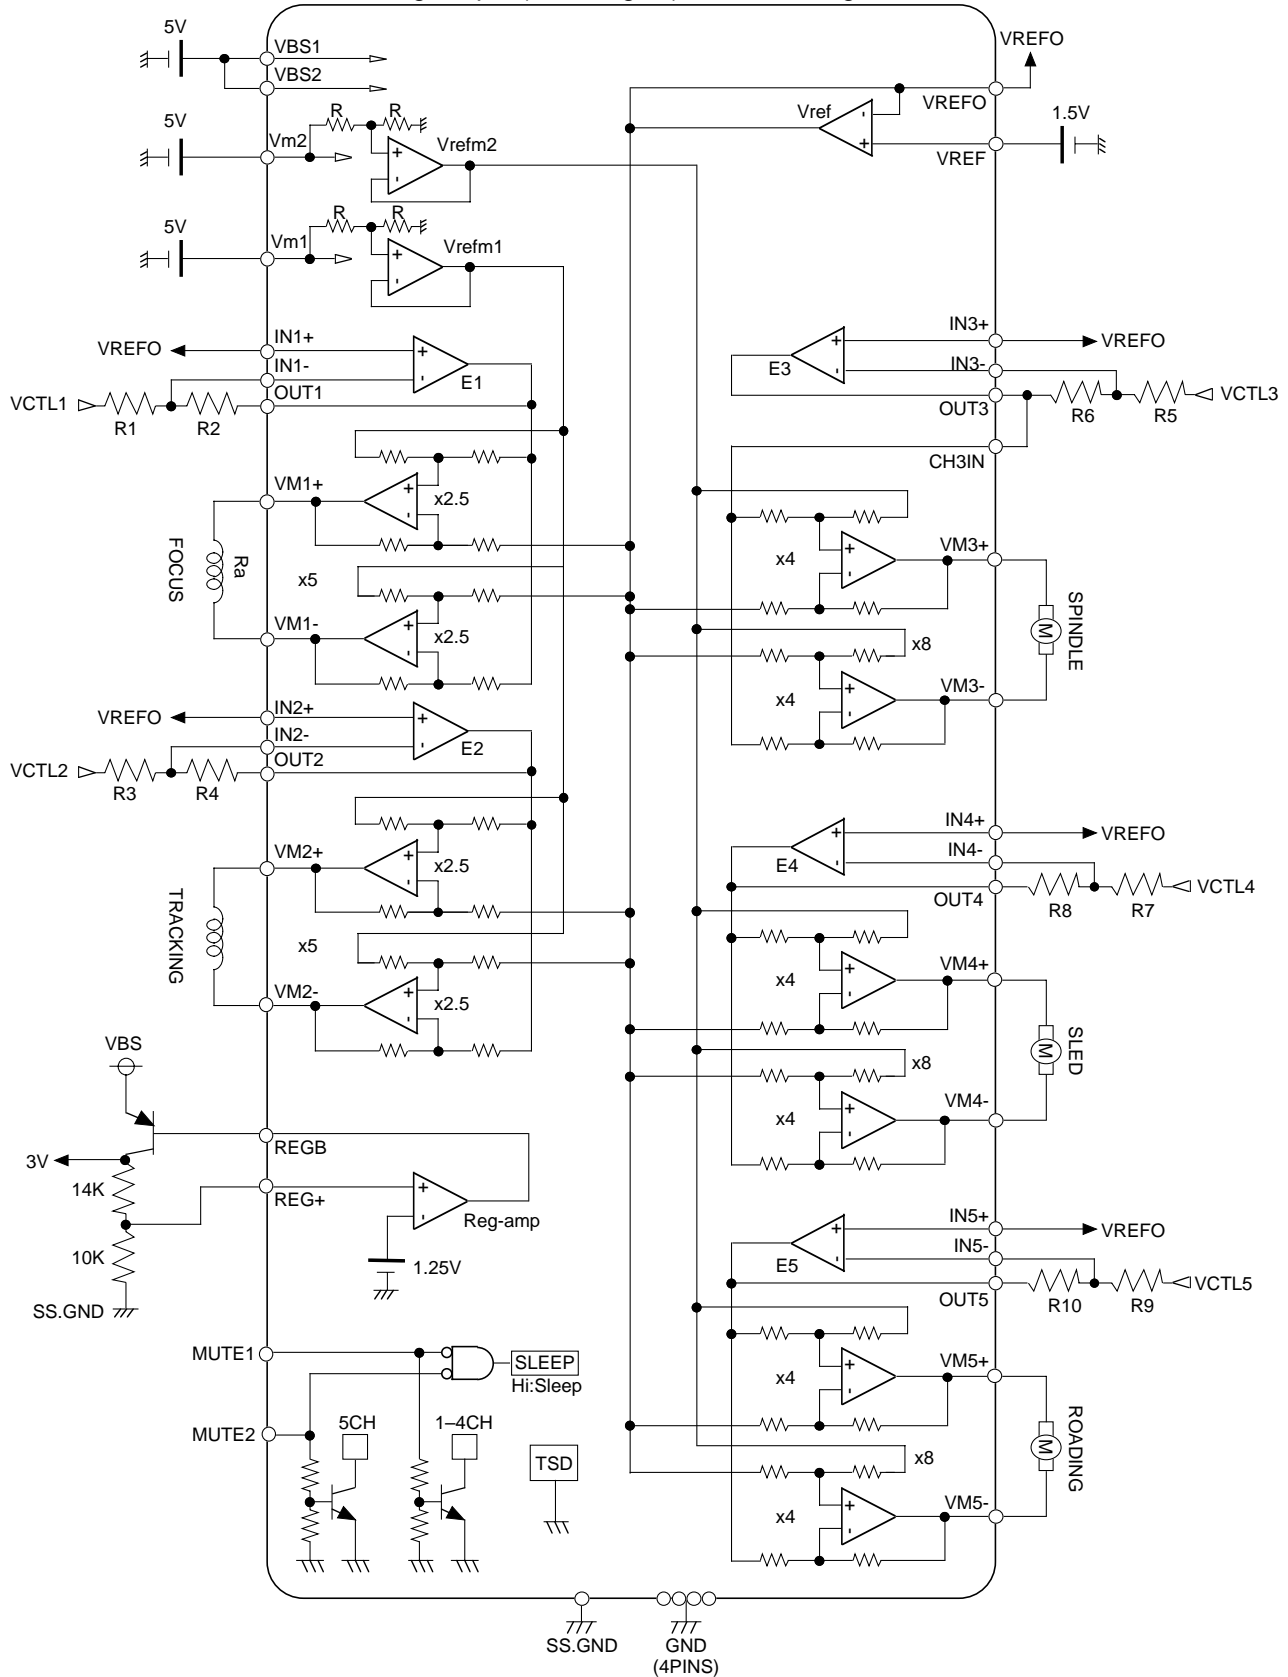 5V
VBS1
VBS2
VREFO
VREFO
Vref
1.5V
VREF
5V
Vm2
R
R
Vrefm2
5V
Vm1
R
R
Vrefm1
VREFO
IN1+
IN1-
OUT1
E1
VCTL1
R1
R2
VM1+
x2.5
FOCUS
Ra
x5
VM1-
x2.5
VREFO
IN2+
IN2-
OUT2
E2
VCTL2
R3
R4
VM2+
x2.5
TRACKING
x5
VM2-
x2.5
VBS
REGB
3V
14K
REG+
Reg-amp
10K
1.25V
SS.GND
MUTE1
SLEEP
Hi:Sleep
MUTE2
5CH
1–4CH
TSD
IN3+
VREFO
E3
IN3-
OUT3
R6
R5
VCTL3
CH3IN
x4
VM3+
SPINDLE
M
x8
x4
VM3-
IN4+
VREFO
E4
IN4-
OUT4
R8
R7
VCTL4
x4
VM4+
SLED
M
x8
x4
VM4-
IN5+
VREFO
E5
IN5-
OUT5
R10
R9
VCTL5
x4
VM5+
ROADING
M
x8
x4
VM5-
SS.GND
GND
(4PINS)